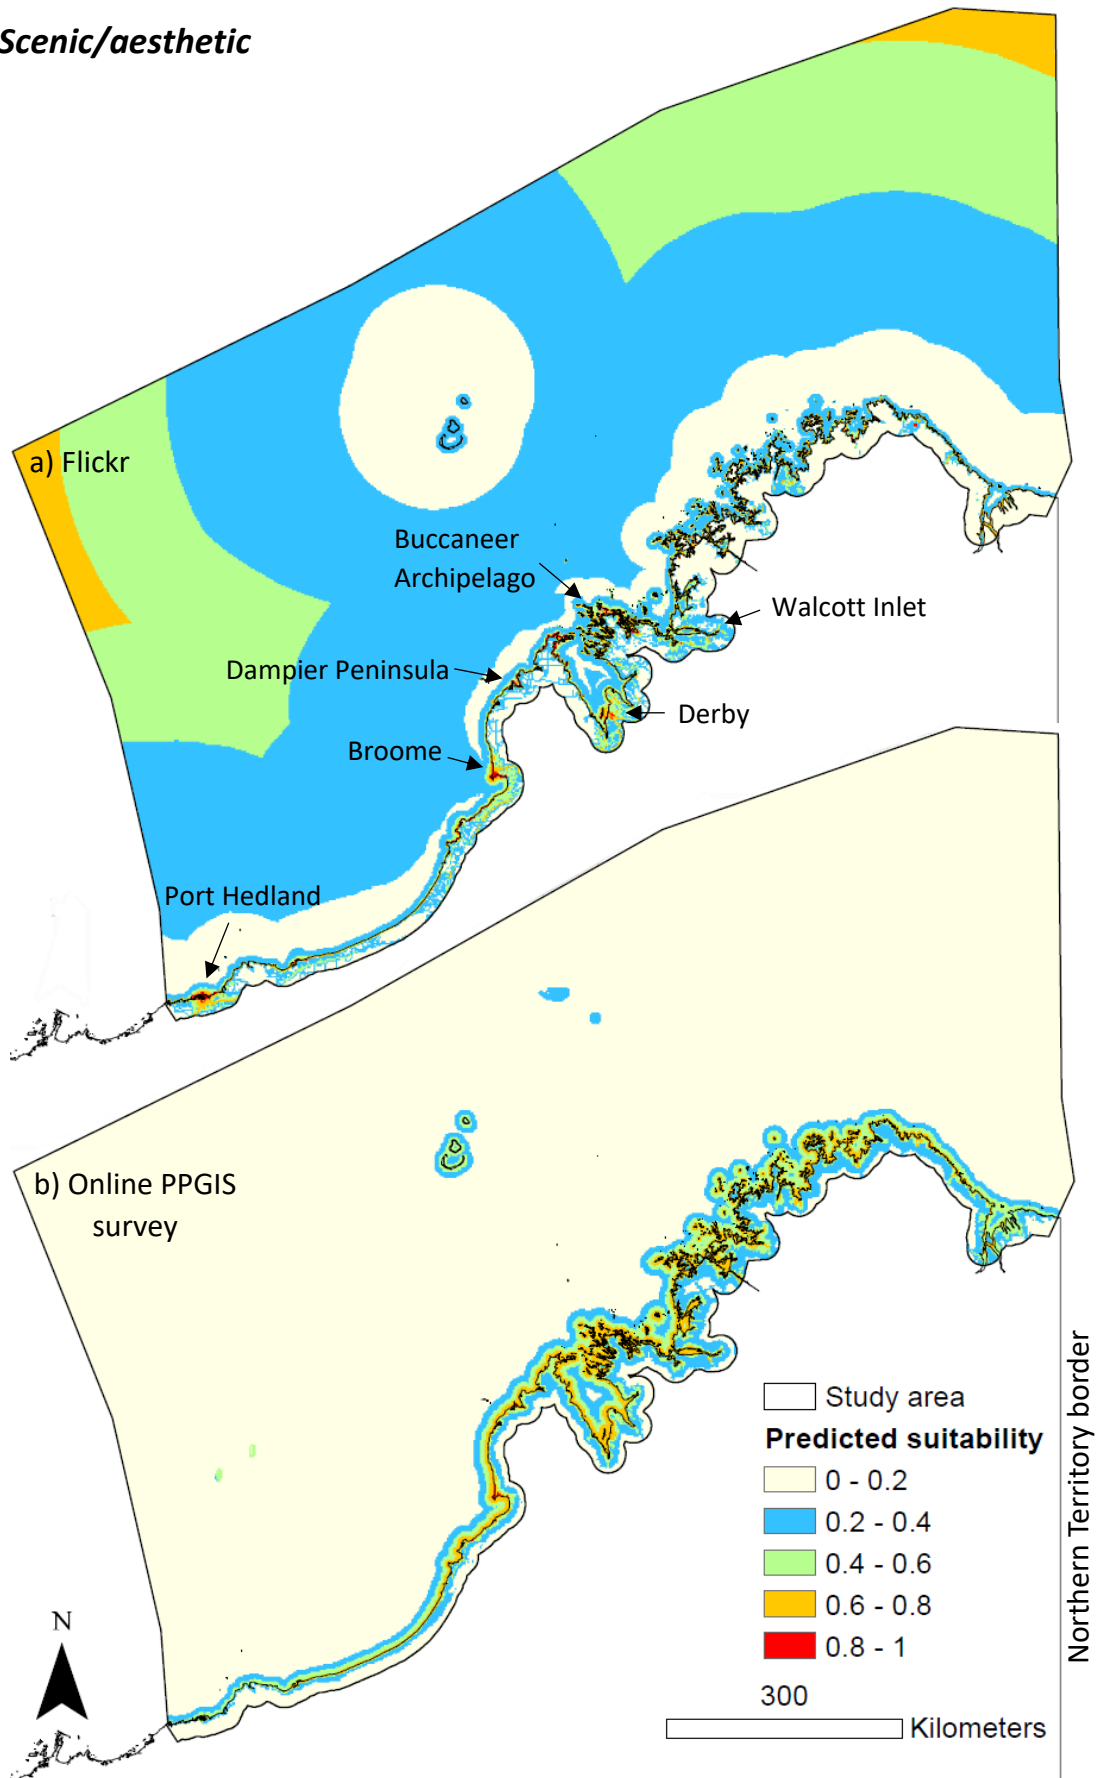 Scenic/aesthetic
a) Flickr
Buccaneer
Archipelago
Walcott Inlet
Dampier Peninsula
Derby
Broome
Port Hedland
b) Online PPGIS
survey
Study area
Predicted suitability
0 - 0.2
0.2 - 0.4
0.4 - 0.6
0.6 - 0.8
0.8 - 1
300
Kilometers
N
Northern Territory border